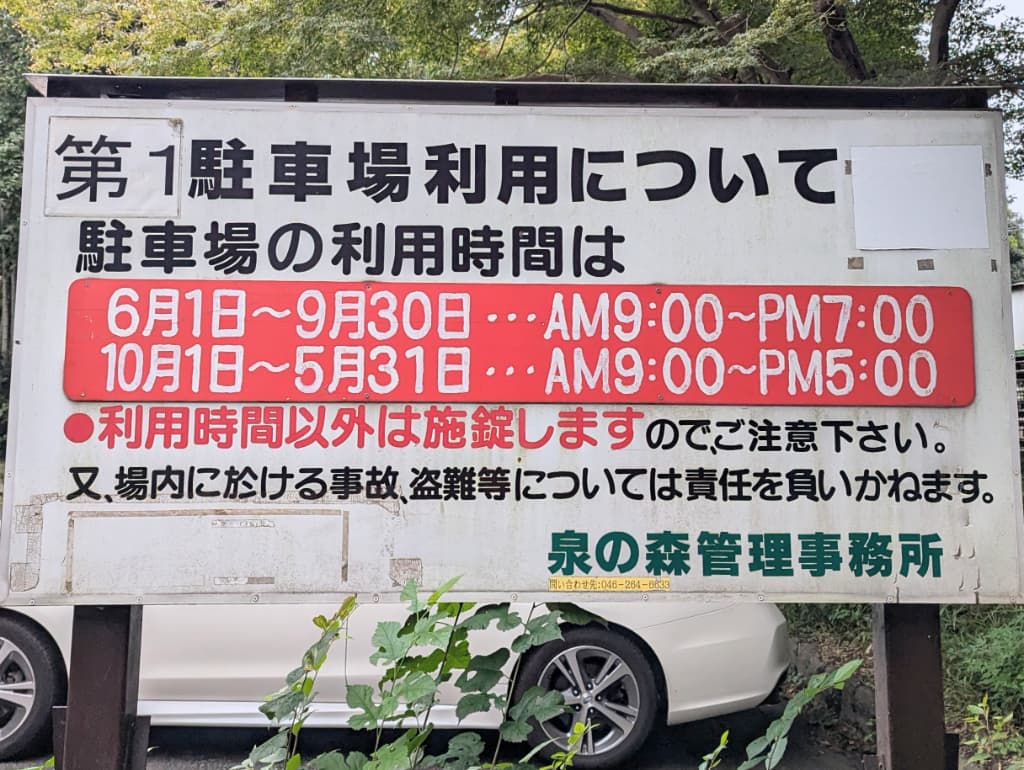 第1駐車場利用について
駐車場の利用時間は
6月1日～9月30日 … AM9:00～PM7:00
10月1日～5月31日 … AM9:00～PM5:00
●利用時間以外は施錠しますので、ご注意下さい。
又、場内に於ける事故、盗難等については責任を負いかねます。
泉の森管理事務所
問い合わせ先:046-264-6633